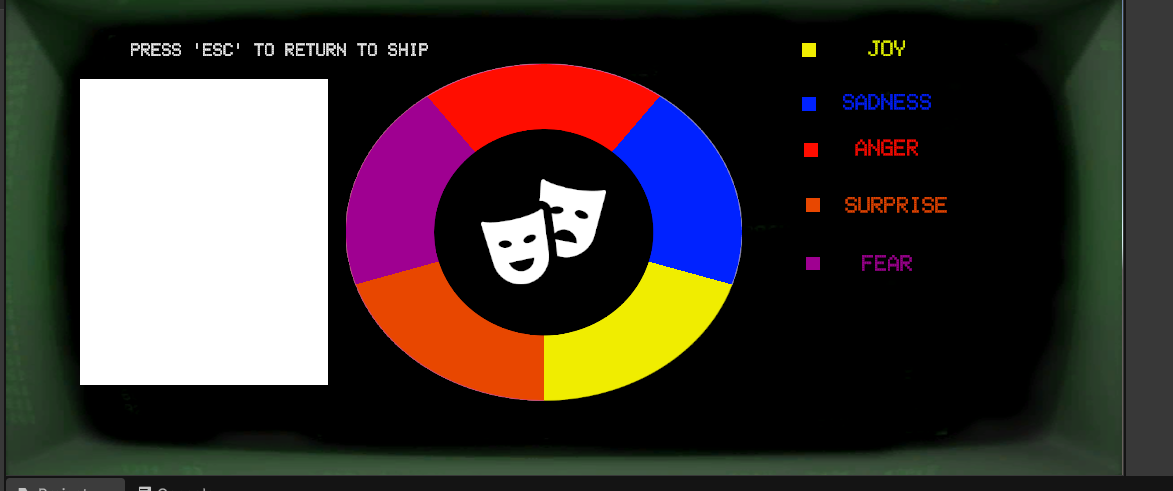 PRESS 'ESC' TO RETURN TO SHIP
JOY
SADNESS
ANGER
SURPRISE
FEAR